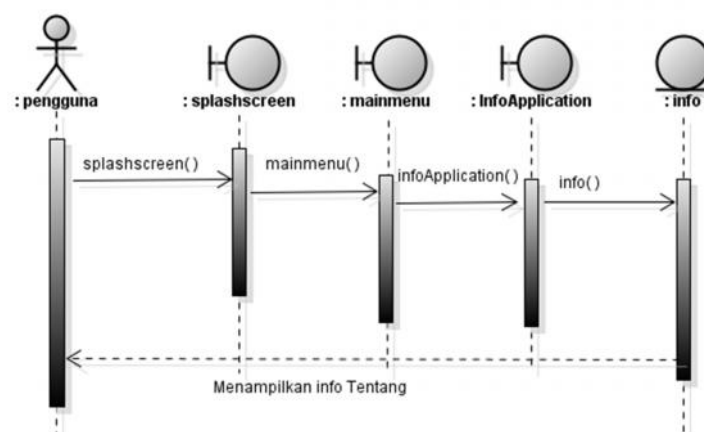 : pengguna
: splashscreen
: mainmenu
: InfoApplication
: info
splashscreen()
mainmenu()
infoApplication()
info()
Menampilkan info Tentang